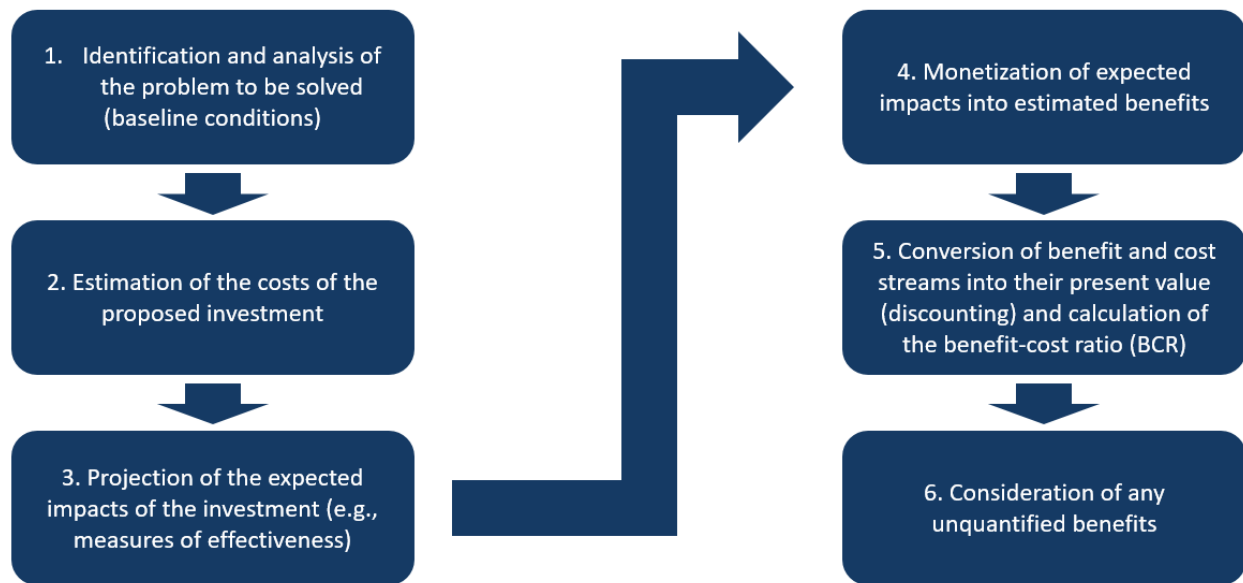 1. Identification and analysis of
the problem to be solved
(baseline conditions)
2. Estimation of the costs of the
proposed investment
3. Projection of the expected
impacts of the investment (e.g.,
measures of effectiveness)
4. Monetization of expected
impacts into estimated benefits
5. Conversion of benefit and cost
streams into their present value
(discounting) and calculation of
the benefit-cost ratio (BCR)
6. Consideration of any
unquantified benefits